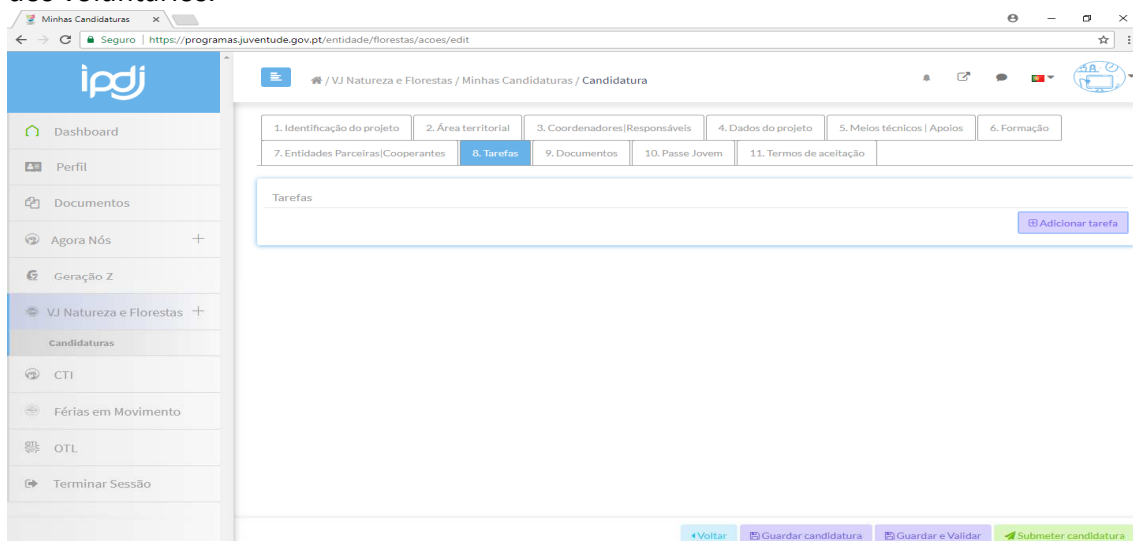 Minhas Candidaturas
Seguro | https://programas.juventude.gov.pt/entidade/florestas/acoes/edit
ipdj
/ VJ Natureza e Florestas / Minhas Candidaturas / Candidatura
Dashboard
Perfil
Documentos
Agora Nós
Geração Z
VJ Natureza e Florestas
Candidaturas
CTI
Férias em Movimento
OTL
Terminar Sessão
1. Identificação do projeto 2. Área territorial 3. Coordenadores|Responsáveis 4. Dados do projeto 5. Meios técnicos | Apoios 6. Formação
7. Entidades Parceiras|Cooperantes 8. Tarefas 9. Documentos 10. Passe Jovem 11. Termos de aceitação
Tarefas
Adicionar tarefa
Voltar Guardar candidatura Guardar e Validar Submeter candidatura